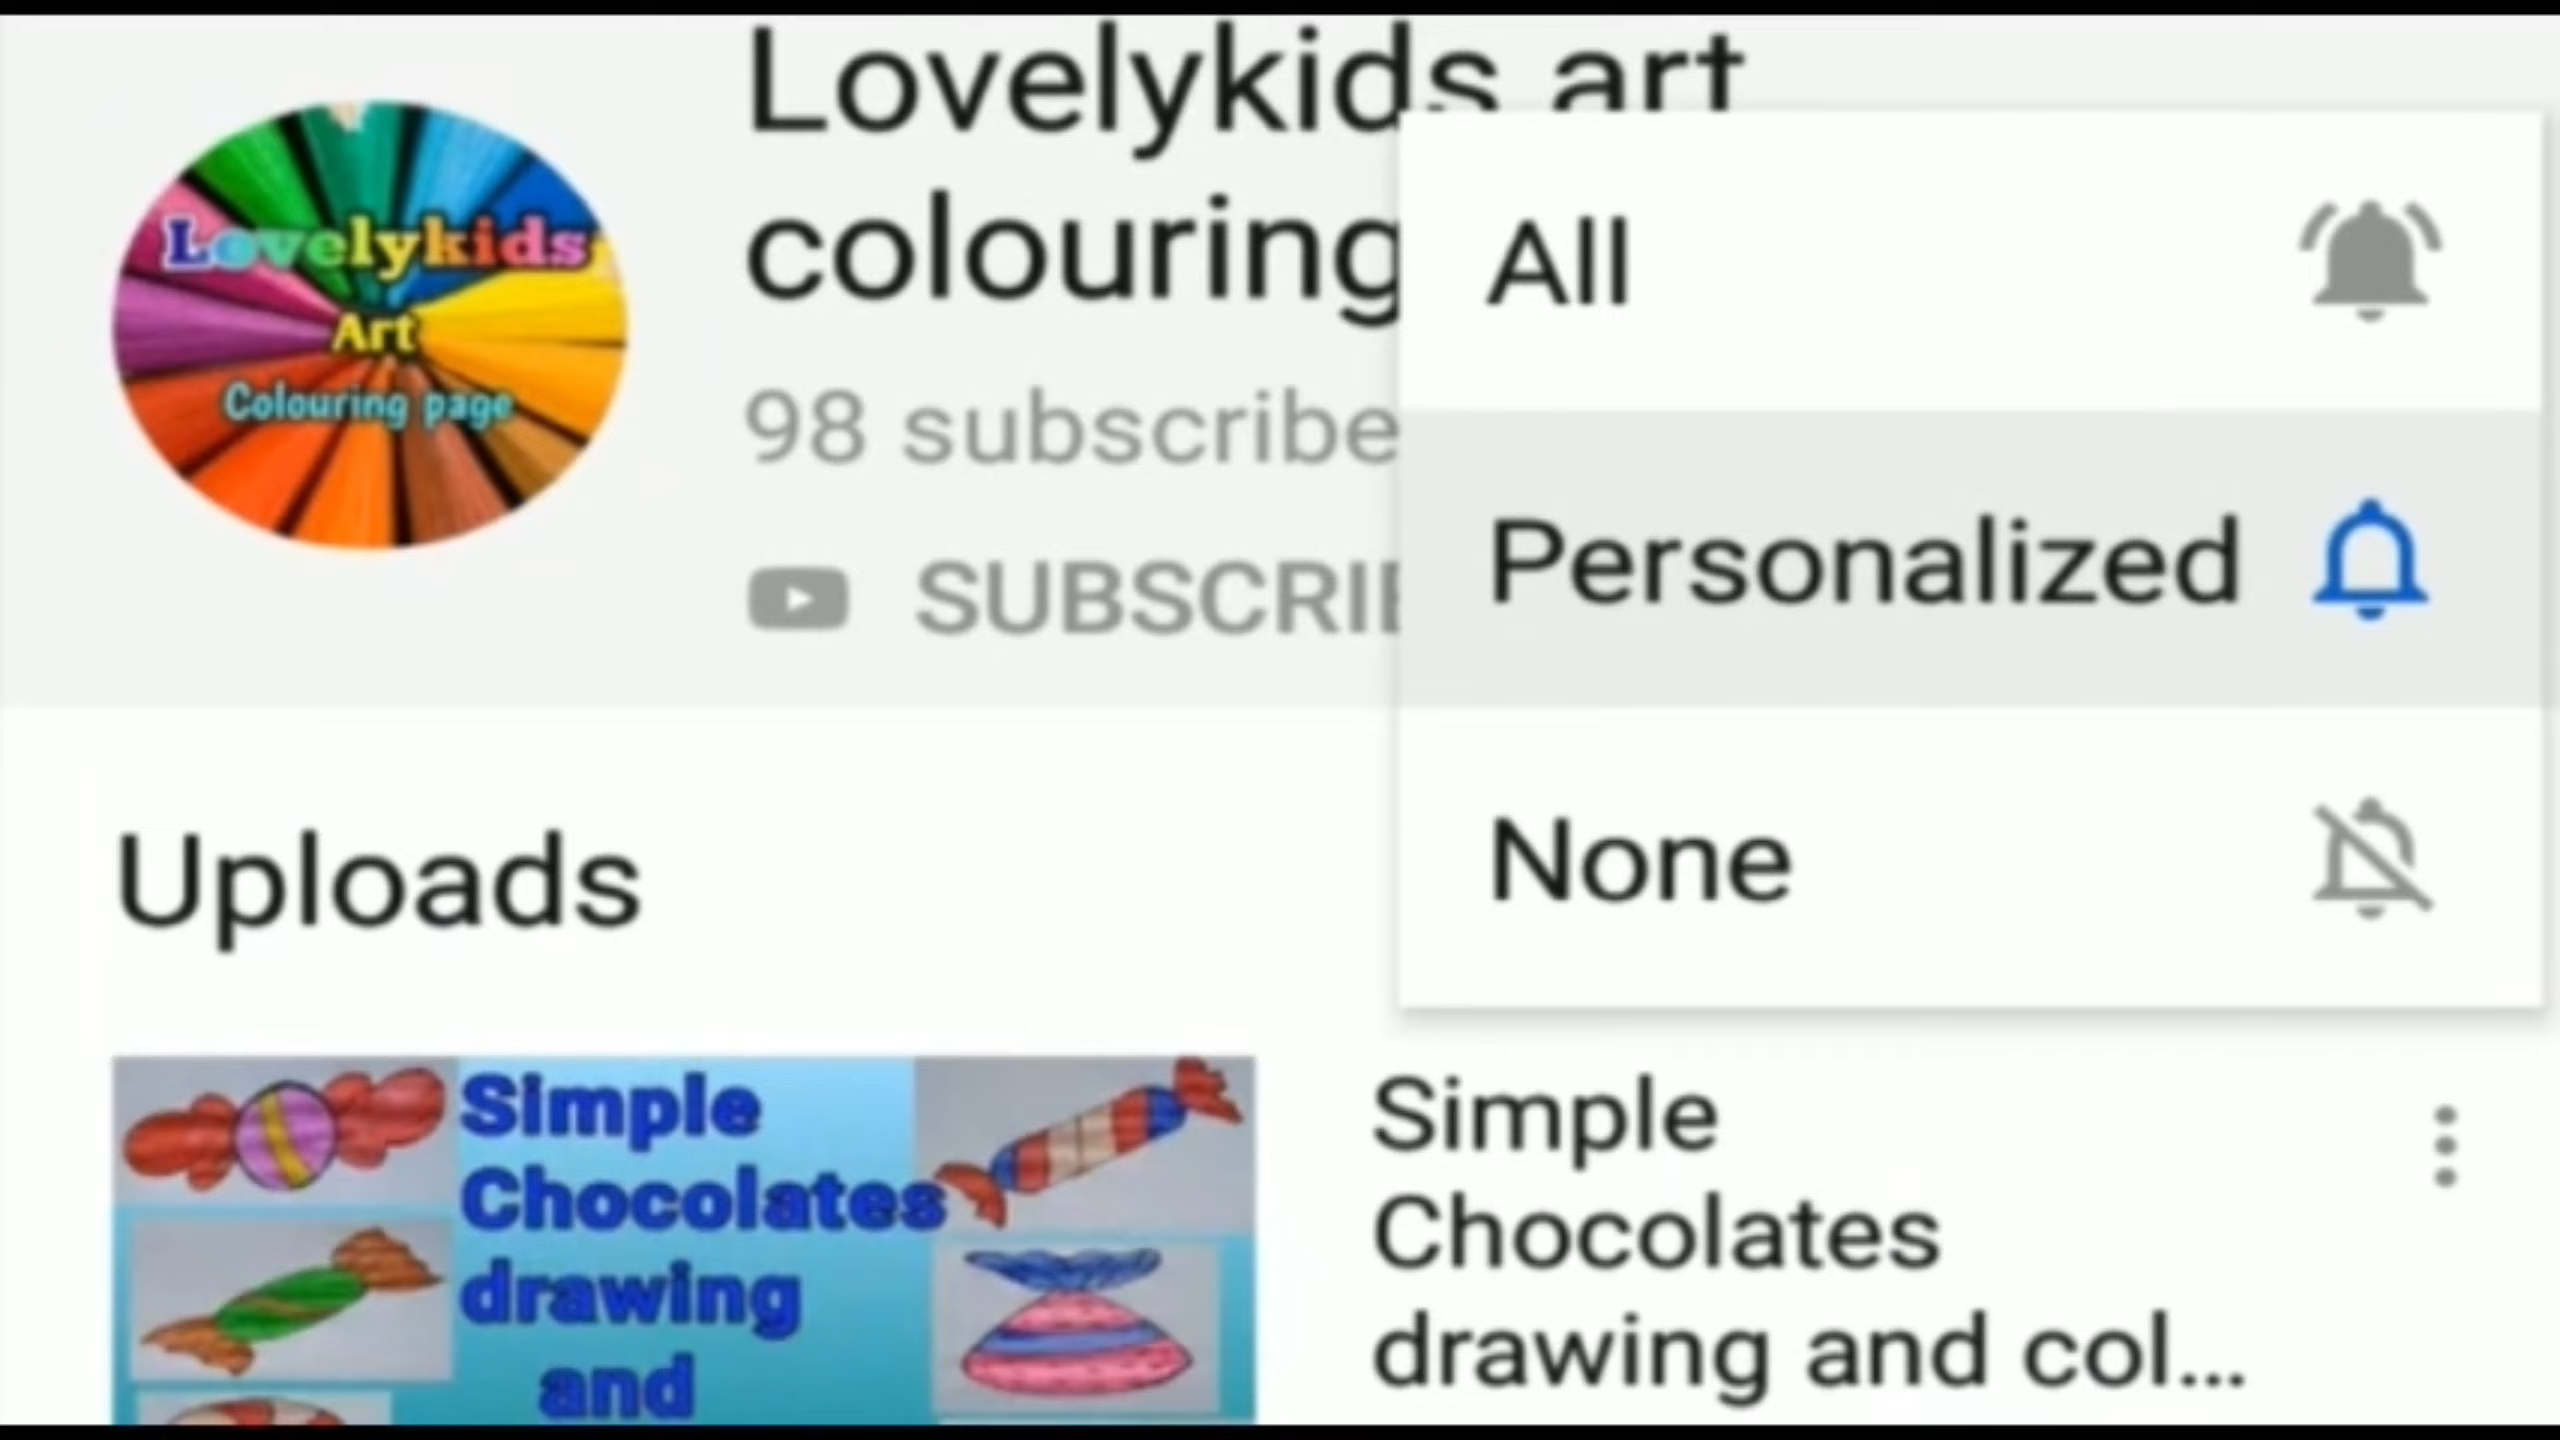 Lovelykids art
colouring
98 subscribe
SUBSCRIB
All
Personalized
None
Lovelykids
Art
Colouring page
Uploads
Simple
Chocolates
drawing
and
Simple
Chocolates
drawing and col...